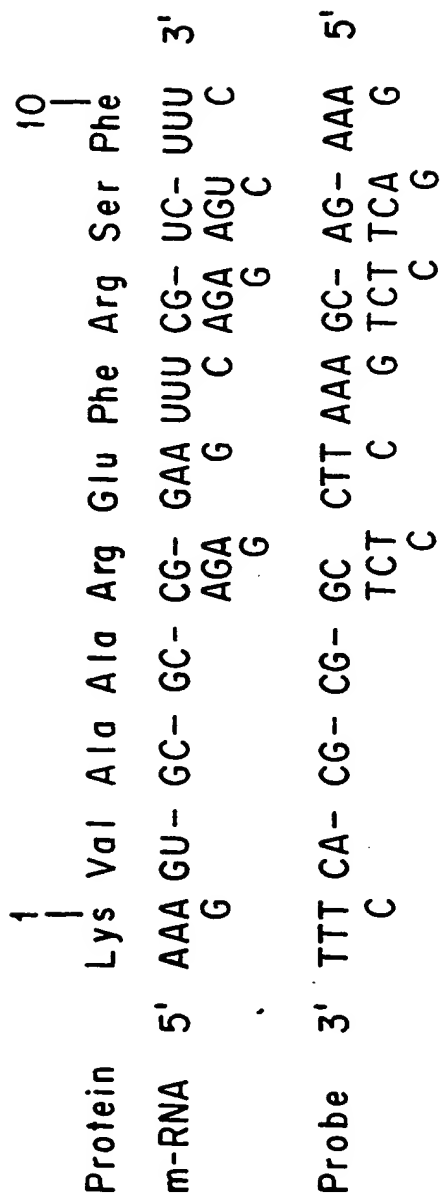 1 10
Protein Lys Val Ala Ala Arg Glu Phe Arg Ser Phe
m-RNA 5' AAA GU- GC- GC- CG- GAA UUU CG- UC- UUU 3'
G AGA G C AGA AGU C
G G C
Probe 3' TTT CA- CG- CG- GC CTT AAA GC- AG- AAA 5'
C TCT C G TCT TCA G
C C G